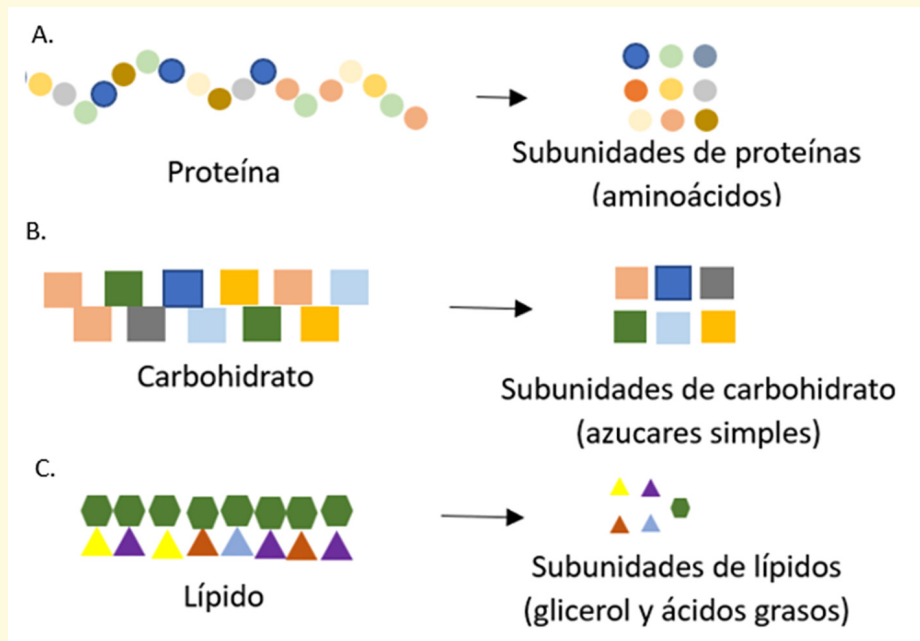 A.
Proteína
Subunidades de proteínas
(aminoácidos)
B.
Carbohidrato
Subunidades de carbohidrato
(azucares simples)
C.
Lípido
Subunidades de lípidos
(glicerol y ácidos grasos)